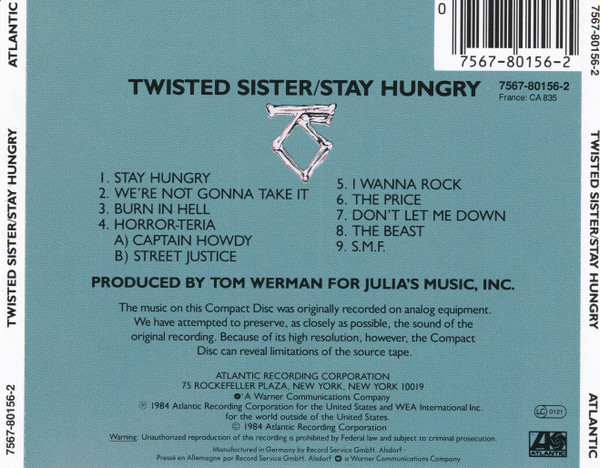 ATLANTIC
TWISTED SISTER/STAY HUNGRY
7567-80156-2
0
7567-80156-2
TWISTED SISTER/STAY HUNGRY
7567-80156-2
France: CA 835
1. STAY HUNGRY
2. WE'RE NOT GONNA TAKE IT
3. BURN IN HELL
4. HORROR-TERIA
A) CAPTAIN HOWDY
B) STREET JUSTICE
5. I WANNA ROCK
6. THE PRICE
7. DON'T LET ME DOWN
8. THE BEAST
9. S.M.F.
PRODUCED BY TOM WERMAN FOR JULIA'S MUSIC, INC.
The music on this Compact Disc was originally recorded on analog equipment.
We have attempted to preserve, as closely as possible, the sound of the
original recording. Because of its high resolution, however, the Compact
Disc can reveal limitations of the source tape.
ATLANTIC RECORDING CORPORATION
75 ROCKEFELLER PLAZA, NEW YORK, NEW YORK 10019
A Warner Communications Company
℗ 1984 Atlantic Recording Corporation for the United States and WEA International Inc.
for the world outside of the United States.
© 1984 Atlantic Recording Corporation
Warning: Unauthorized reproduction of this recording is prohibited by Federal law and subject to criminal prosecution.
Manufactured in Germany by Record Service GmbH. Alsdorf ·
Pressé en Allemagne par Record Service GmbH. Alsdorf · a Warner Communications Company
LC 0121
ATLANTIC
TWISTED SISTER/STAY HUNGRY
7567-80156-2
ATLANTIC